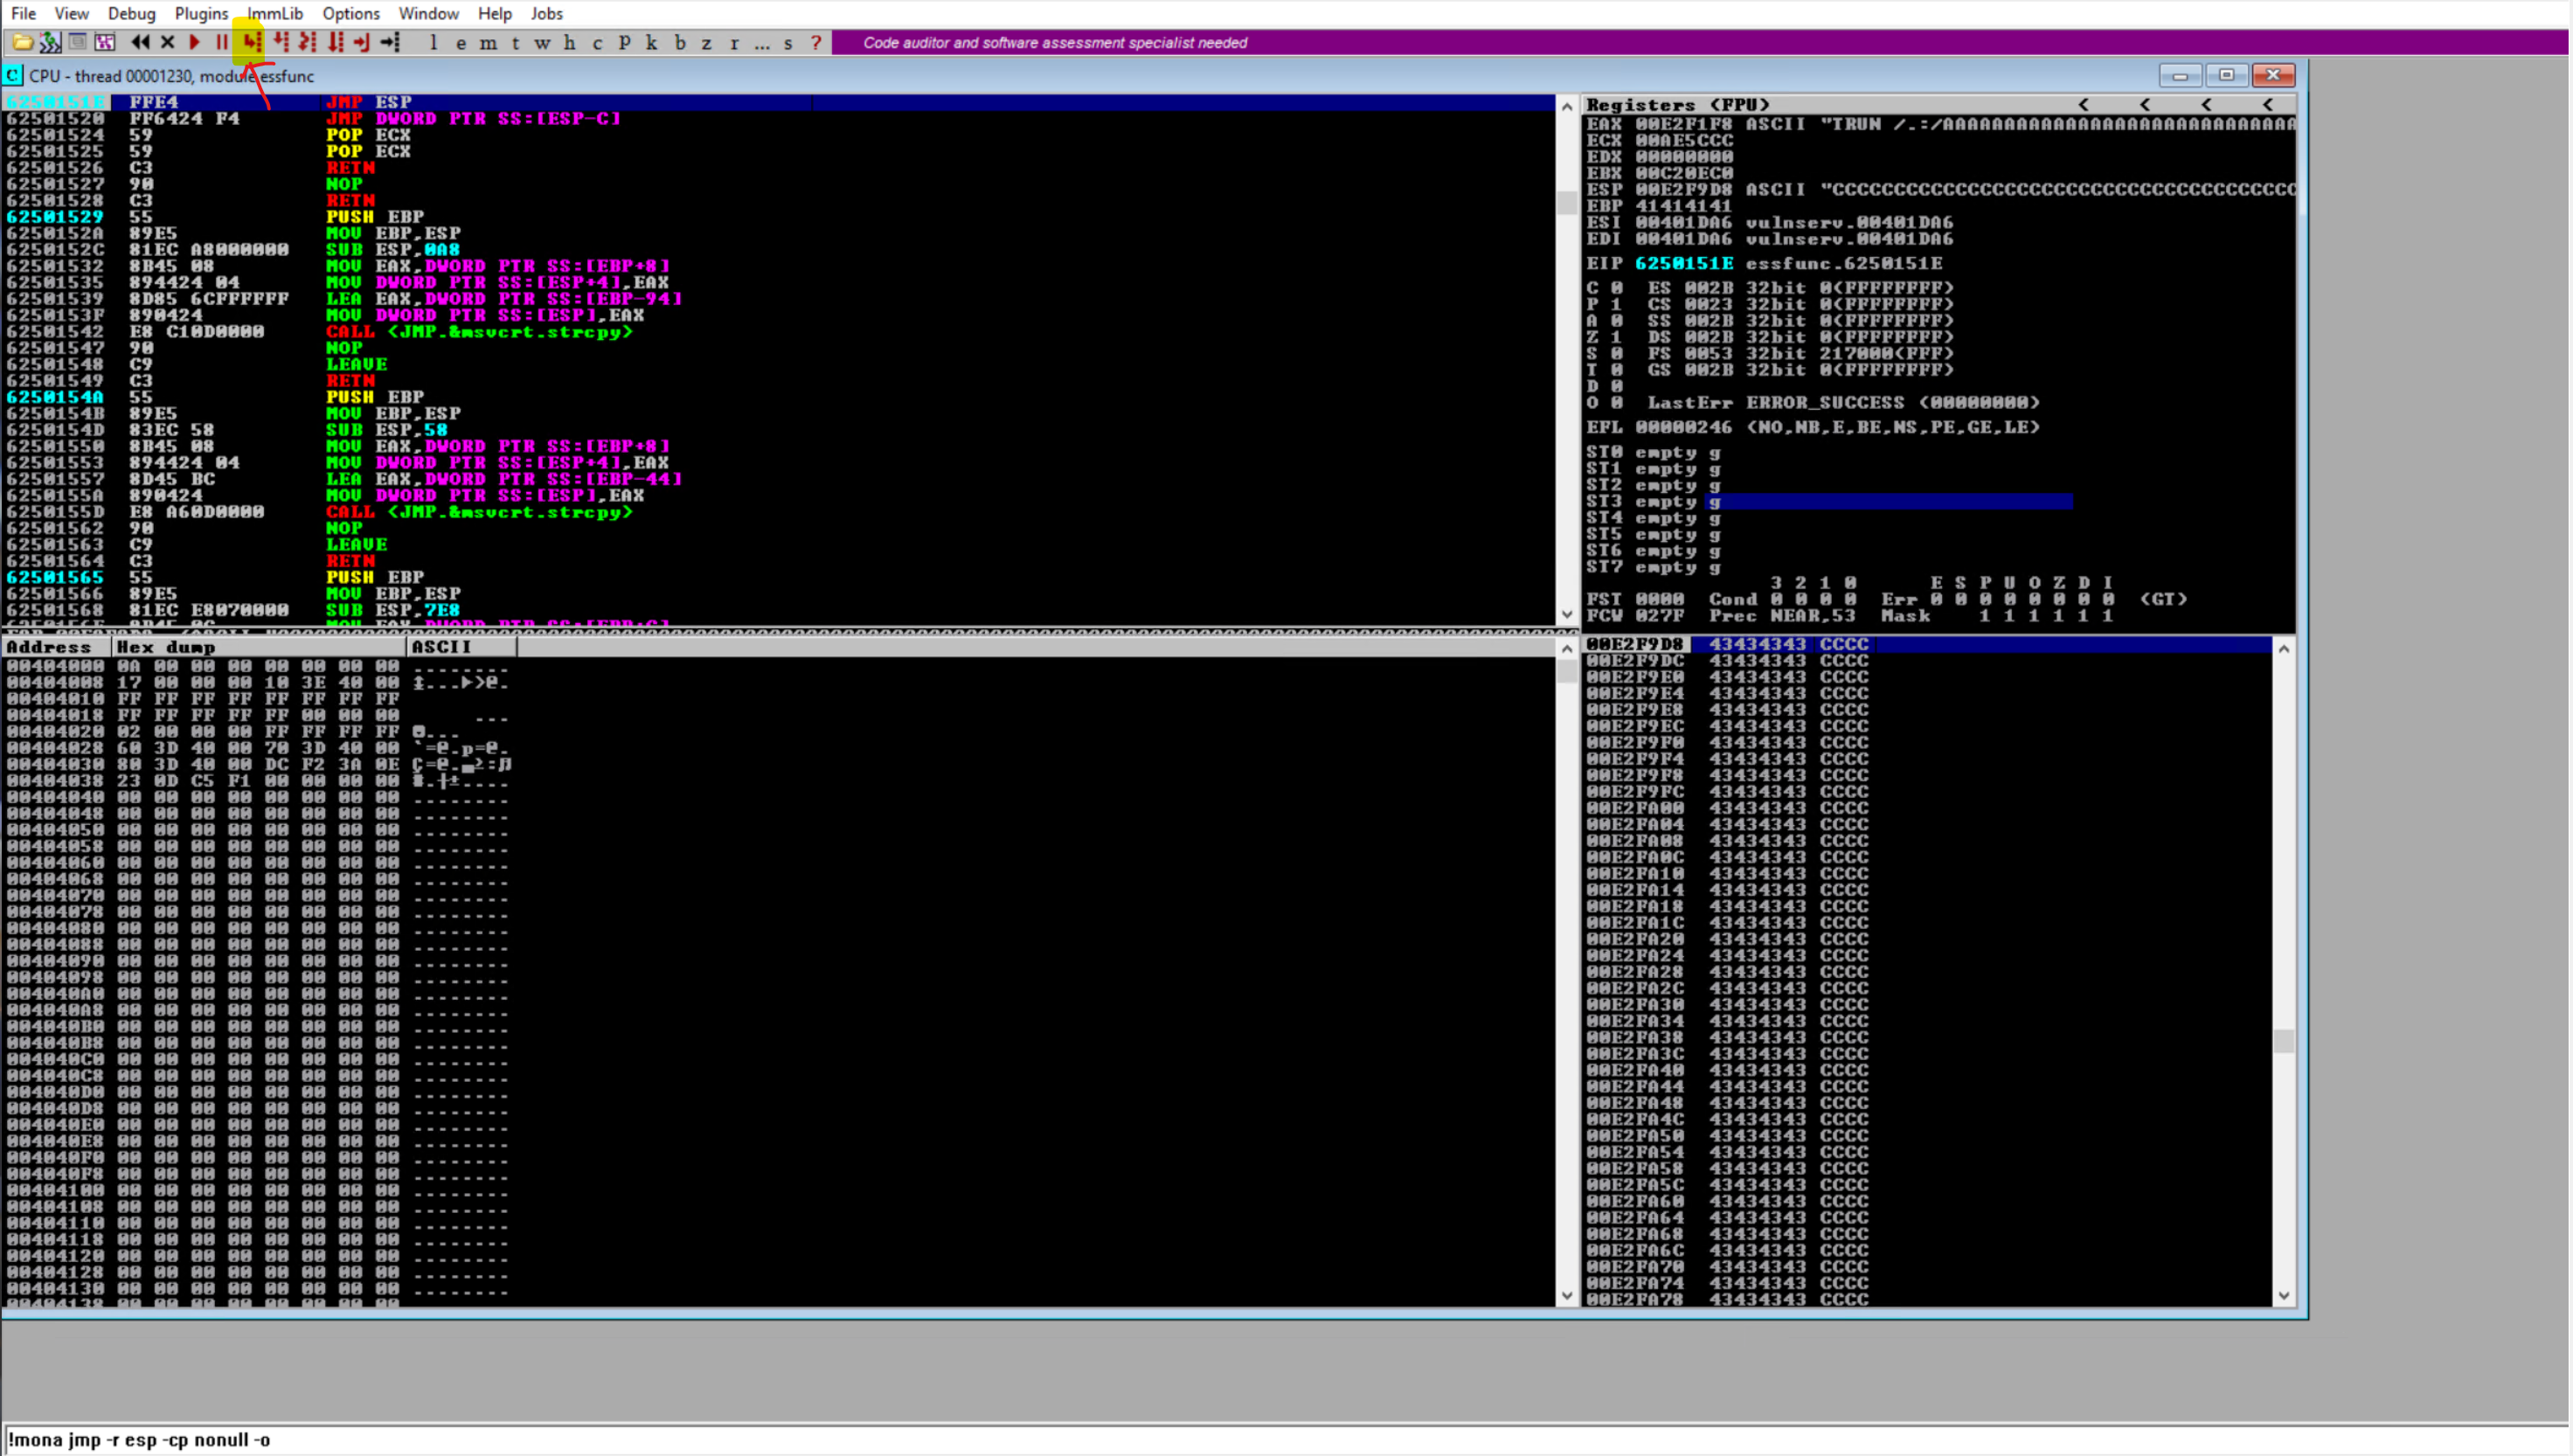 File View Debug Plugins ImmLib Options Window Help Jobs
l e m t w h c P k b z r ... s ? Code auditor and software assessment specialist needed
C CPU - thread 00001230, module essfunc
6250151E FFE4 JMP ESP
62501520 FF6424 F4 JMP DWORD PTR SS:[ESP-C]
62501524 59 POP ECX
62501525 59 POP ECX
62501526 C3 RETN
62501527 90 NOP
62501528 C3 RETN
62501529 55 PUSH EBP
6250152A 89E5 MOV EBP,ESP
6250152C 81EC A8000000 SUB ESP,0A8
62501532 8B45 08 MOV EAX,DWORD PTR SS:[EBP+8]
62501535 894424 04 MOV DWORD PTR SS:[ESP+4],EAX
62501539 8D85 6CFFFFFF LEA EAX,DWORD PTR SS:[EBP-94]
6250153F 890424 MOV DWORD PTR SS:[ESP],EAX
62501542 E8 C10D0000 CALL <JMP.&msvcrt.strcpy>
62501547 90 NOP
62501548 C9 LEAVE
62501549 C3 RETN
6250154A 55 PUSH EBP
6250154B 89E5 MOV EBP,ESP
6250154D 83EC 58 SUB ESP,58
62501550 8B45 08 MOV EAX,DWORD PTR SS:[EBP+8]
62501553 894424 04 MOV DWORD PTR SS:[ESP+4],EAX
62501557 8D45 BC LEA EAX,DWORD PTR SS:[EBP-44]
6250155A 890424 MOV DWORD PTR SS:[ESP],EAX
6250155D E8 A60D0000 CALL <JMP.&msvcrt.strcpy>
62501562 90 NOP
62501563 C9 LEAVE
62501564 C3 RETN
62501565 55 PUSH EBP
62501566 89E5 MOV EBP,ESP
62501568 81EC E8070000 SUB ESP,7E8
Registers (FPU) < < < <
EAX 00E2F1F8 ASCII "TRUN /.:/AAAAAAAAAAAAAAAAAAAAAAAAAAAAA
ECX 00AE5CCC
EDX 00000000
EBX 00C20EC0
ESP 00E2F9D8 ASCII "CCCCCCCCCCCCCCCCCCCCCCCCCCCCCCCCCCCCCC
EBP 41414141
ESI 00401DA6 vulnserv.00401DA6
EDI 00401DA6 vulnserv.00401DA6
EIP 6250151E essfunc.6250151E
C 0 ES 002B 32bit 0(FFFFFFFF)
P 1 CS 0023 32bit 0(FFFFFFFF)
A 0 SS 002B 32bit 0(FFFFFFFF)
Z 1 DS 002B 32bit 0(FFFFFFFF)
S 0 FS 0053 32bit 217000(FFF)
T 0 GS 002B 32bit 0(FFFFFFFF)
D 0
O 0 LastErr ERROR_SUCCESS (00000000)
EFL 00000246 (NO,NB,E,BE,NS,PE,GE,LE)
ST0 empty g
ST1 empty g
ST2 empty g
ST3 empty g
ST4 empty g
ST5 empty g
ST6 empty g
ST7 empty g
3 2 1 0 E S P U O Z D I
FST 0000 Cond 0 0 0 0 Err 0 0 0 0 0 0 0 0 (GT)
FCW 027F Prec NEAR,53 Mask 1 1 1 1 1 1
Address Hex dump ASCII
00404000 0A 00 00 00 00 00 00 00 ........
00404008 17 00 00 00 10 3E 40 00
00404010 FF FF FF FF FF FF FF FF
00404018 FF FF FF FF FF 00 00 00 ...
00404020 02 00 00 00 FF FF FF FF
00404028 60 3D 40 00 70 3D 40 00 `=@.p=@.
00404030 80 3D 40 00 DC F2 3A 0E
00404038 23 0D C5 F1 00 00 00 00
00404040 00 00 00 00 00 00 00 00 ........
00404048 00 00 00 00 00 00 00 00 ........
00404050 00 00 00 00 00 00 00 00 ........
00404058 00 00 00 00 00 00 00 00 ........
00404060 00 00 00 00 00 00 00 00 ........
00404068 00 00 00 00 00 00 00 00 ........
00404070 00 00 00 00 00 00 00 00 ........
00404078 00 00 00 00 00 00 00 00 ........
00404080 00 00 00 00 00 00 00 00 ........
00404088 00 00 00 00 00 00 00 00 ........
00404090 00 00 00 00 00 00 00 00 ........
00404098 00 00 00 00 00 00 00 00 ........
004040A0 00 00 00 00 00 00 00 00 ........
004040A8 00 00 00 00 00 00 00 00 ........
004040B0 00 00 00 00 00 00 00 00 ........
004040B8 00 00 00 00 00 00 00 00 ........
004040C0 00 00 00 00 00 00 00 00 ........
004040C8 00 00 00 00 00 00 00 00 ........
004040D0 00 00 00 00 00 00 00 00 ........
004040D8 00 00 00 00 00 00 00 00 ........
004040E0 00 00 00 00 00 00 00 00 ........
004040E8 00 00 00 00 00 00 00 00 ........
004040F0 00 00 00 00 00 00 00 00 ........
004040F8 00 00 00 00 00 00 00 00 ........
00404100 00 00 00 00 00 00 00 00 ........
00404108 00 00 00 00 00 00 00 00 ........
00404110 00 00 00 00 00 00 00 00 ........
00404118 00 00 00 00 00 00 00 00 ........
00404120 00 00 00 00 00 00 00 00 ........
00404128 00 00 00 00 00 00 00 00 ........
00404130 00 00 00 00 00 00 00 00 ........
00404138 00 00 00 00 00 00 00 00
00E2F9D8 43434343 CCCC
00E2F9DC 43434343 CCCC
00E2F9E0 43434343 CCCC
00E2F9E4 43434343 CCCC
00E2F9E8 43434343 CCCC
00E2F9EC 43434343 CCCC
00E2F9F0 43434343 CCCC
00E2F9F4 43434343 CCCC
00E2F9F8 43434343 CCCC
00E2F9FC 43434343 CCCC
00E2FA00 43434343 CCCC
00E2FA04 43434343 CCCC
00E2FA08 43434343 CCCC
00E2FA0C 43434343 CCCC
00E2FA10 43434343 CCCC
00E2FA14 43434343 CCCC
00E2FA18 43434343 CCCC
00E2FA1C 43434343 CCCC
00E2FA20 43434343 CCCC
00E2FA24 43434343 CCCC
00E2FA28 43434343 CCCC
00E2FA2C 43434343 CCCC
00E2FA30 43434343 CCCC
00E2FA34 43434343 CCCC
00E2FA38 43434343 CCCC
00E2FA3C 43434343 CCCC
00E2FA40 43434343 CCCC
00E2FA44 43434343 CCCC
00E2FA48 43434343 CCCC
00E2FA4C 43434343 CCCC
00E2FA50 43434343 CCCC
00E2FA54 43434343 CCCC
00E2FA58 43434343 CCCC
00E2FA5C 43434343 CCCC
00E2FA60 43434343 CCCC
00E2FA64 43434343 CCCC
00E2FA68 43434343 CCCC
00E2FA6C 43434343 CCCC
00E2FA70 43434343 CCCC
00E2FA74 43434343 CCCC
00E2FA78 43434343 CCCC
!mona jmp -r esp -cp nonull -o